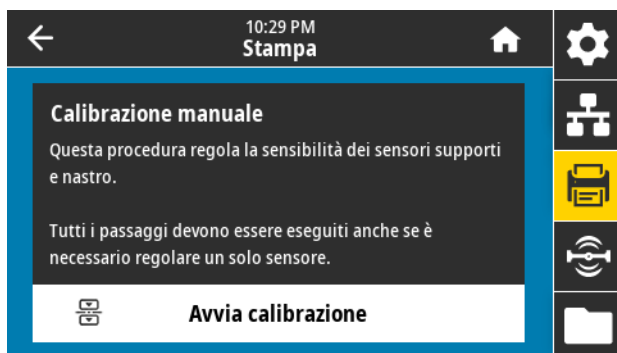 10:29 PM
Stampa
Calibrazione manuale
Questa procedura regola la sensibilità dei sensori supporti
e nastro.
Tutti i passaggi devono essere eseguiti anche se è
necessario regolare un solo sensore.
Avvia calibrazione